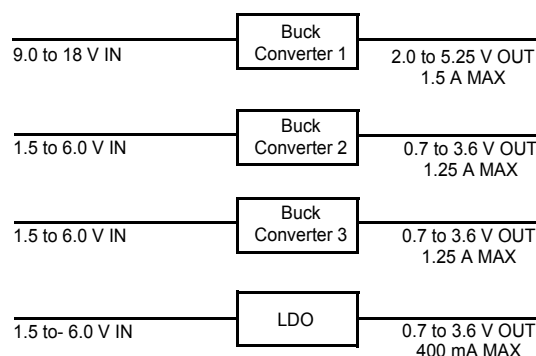 Buck
Converter 1
9.0 to 18 V IN
2.0 to 5.25 V OUT
1.5 A MAX
Buck
Converter 2
1.5 to 6.0 V IN
0.7 to 3.6 V OUT
1.25 A MAX
Buck
Converter 3
1.5 to 6.0 V IN
0.7 to 3.6 V OUT
1.25 A MAX
LDO
1.5 to- 6.0 V IN
0.7 to 3.6 V OUT
400 mA MAX